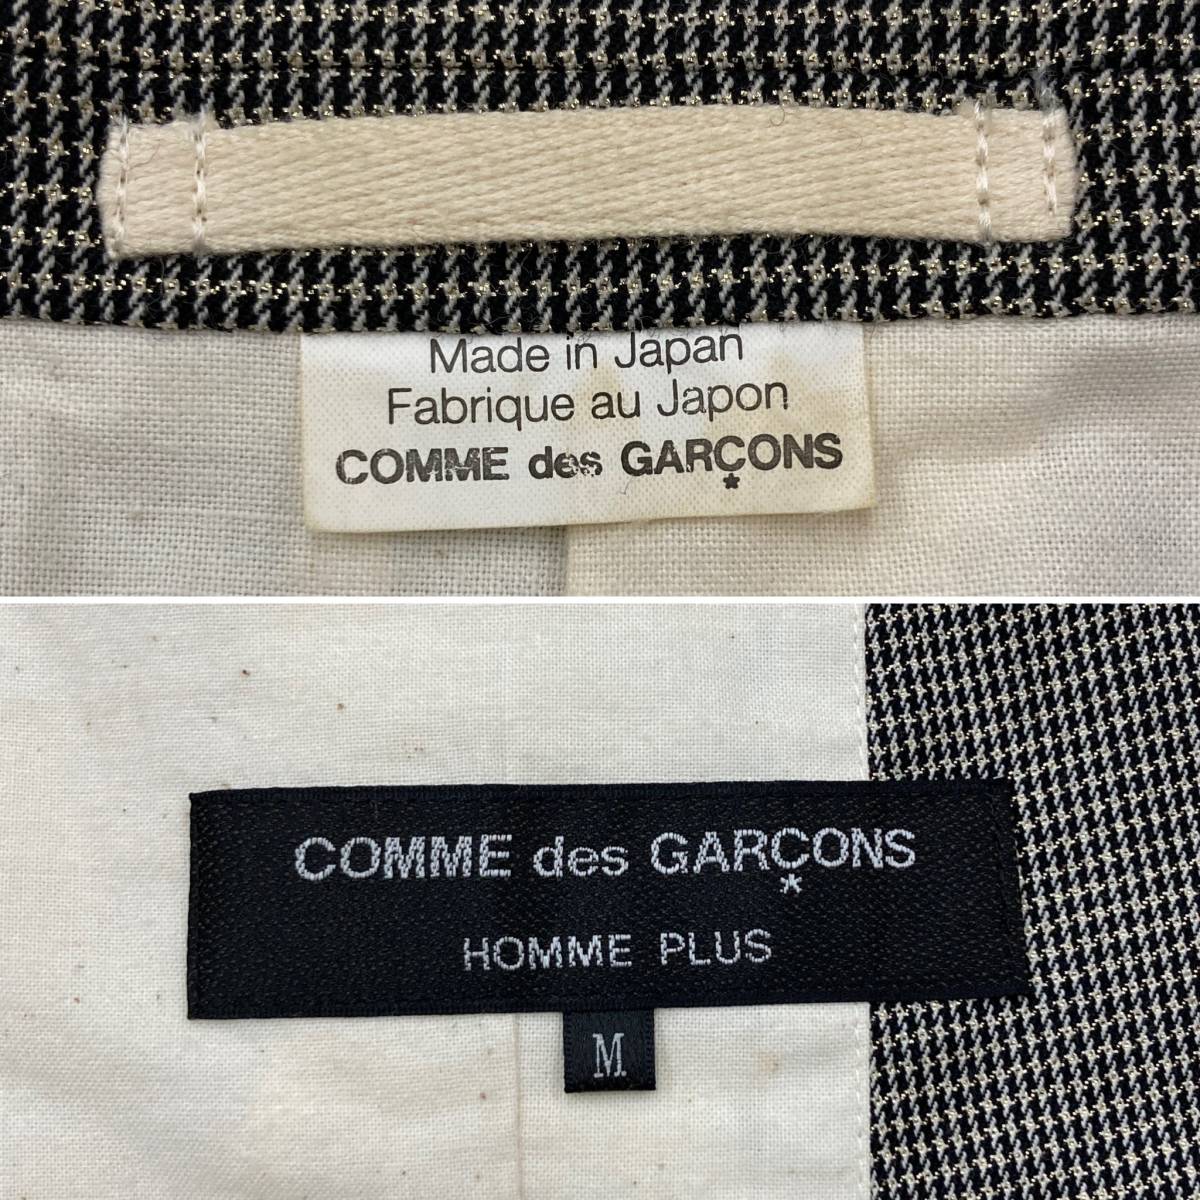 Made in Japan
Fabrique au Japon
COMME des GARÇONS
*
COMME des GARÇONS
*
HOMME PLUS
M